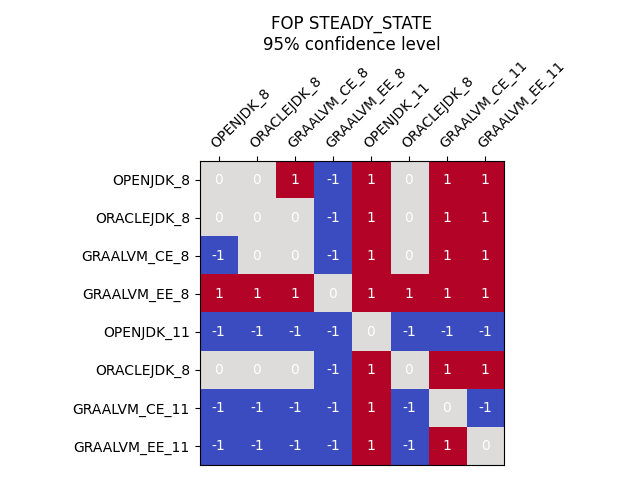 FOP STEADY_STATE
95% confidence level
OPENJDK_8
ORACLEJDK_8
GRAALVM_CE_8
GRAALVM_EE_8
OPENJDK_11
ORACLEJDK_8
GRAALVM_CE_11
GRAALVM_EE_11
OPENJDK_8 0 0 1 -1 1 0 1 1
ORACLEJDK_8 0 0 0 -1 1 0 1 1
GRAALVM_CE_8 -1 0 0 -1 1 0 1 1
GRAALVM_EE_8 1 1 1 0 1 1 1 1
OPENJDK_11 -1 -1 -1 -1 0 -1 -1 -1
ORACLEJDK_8 0 0 0 -1 1 0 1 1
GRAALVM_CE_11 -1 -1 -1 -1 1 -1 0 -1
GRAALVM_EE_11 -1 -1 -1 -1 1 -1 1 0